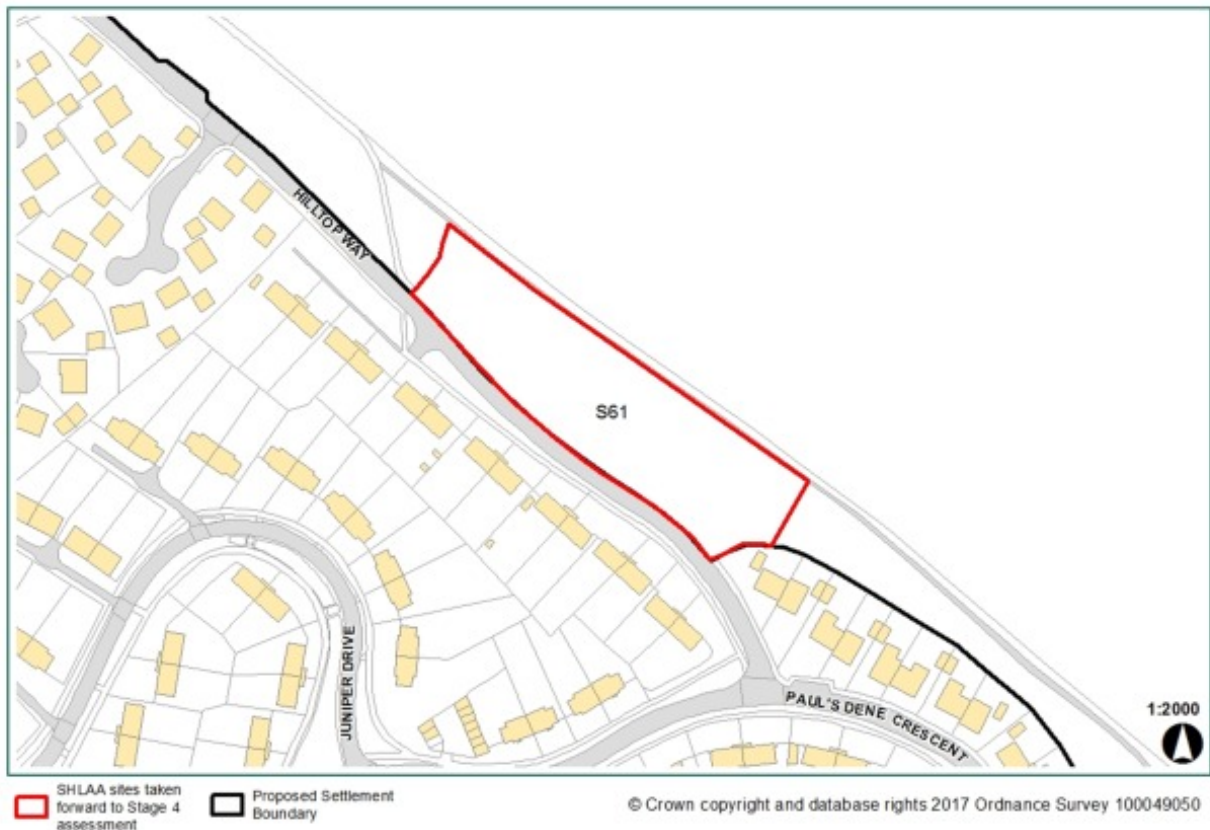 HILLTOP WAY
S61
JUNIPER DRIVE
PAUL'S DENE CRESCENT
1:2000
SHLAA sites taken
forward to Stage 4
assessment
Proposed Settlement
Boundary
© Crown copyright and database rights 2017 Ordnance Survey 100049050